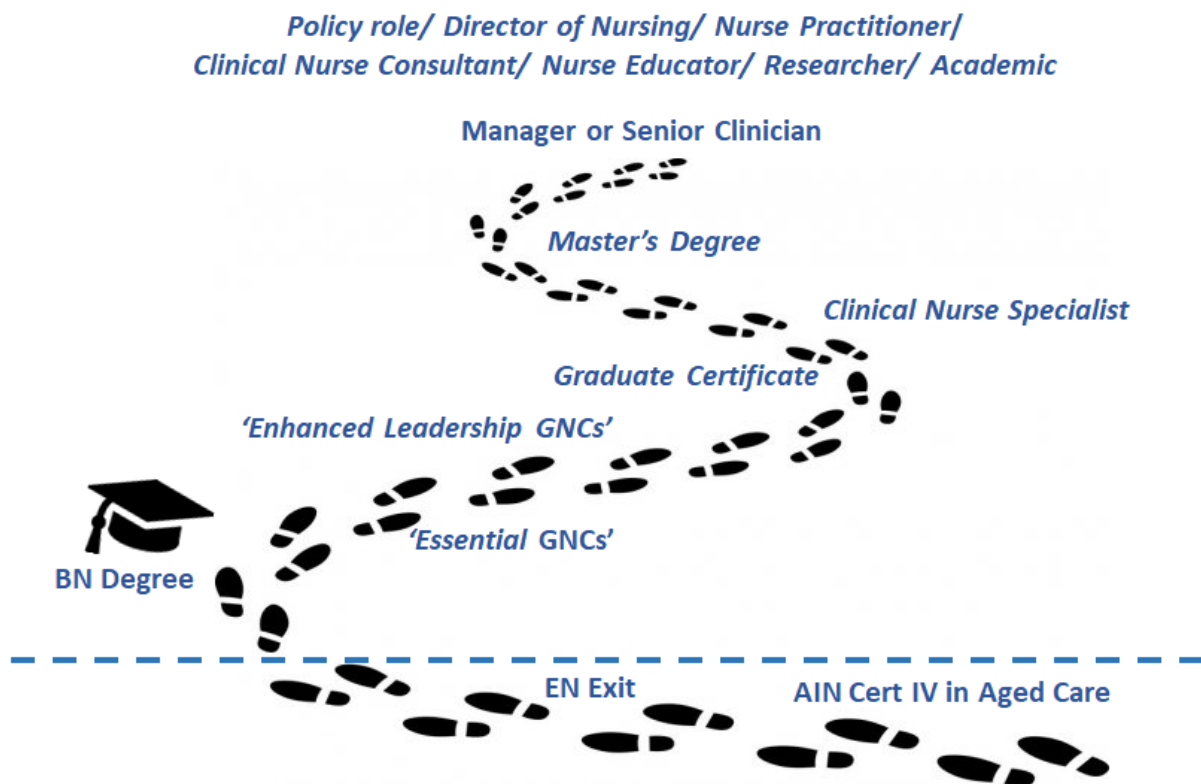 Policy role/ Director of Nursing/ Nurse Practitioner/
Clinical Nurse Consultant/ Nurse Educator/ Researcher/ Academic
Manager or Senior Clinician
Master's Degree
Clinical Nurse Specialist
Graduate Certificate
‘Enhanced Leadership GNCs’
‘Essential GNCs’
BN Degree
EN Exit
AIN Cert IV in Aged Care